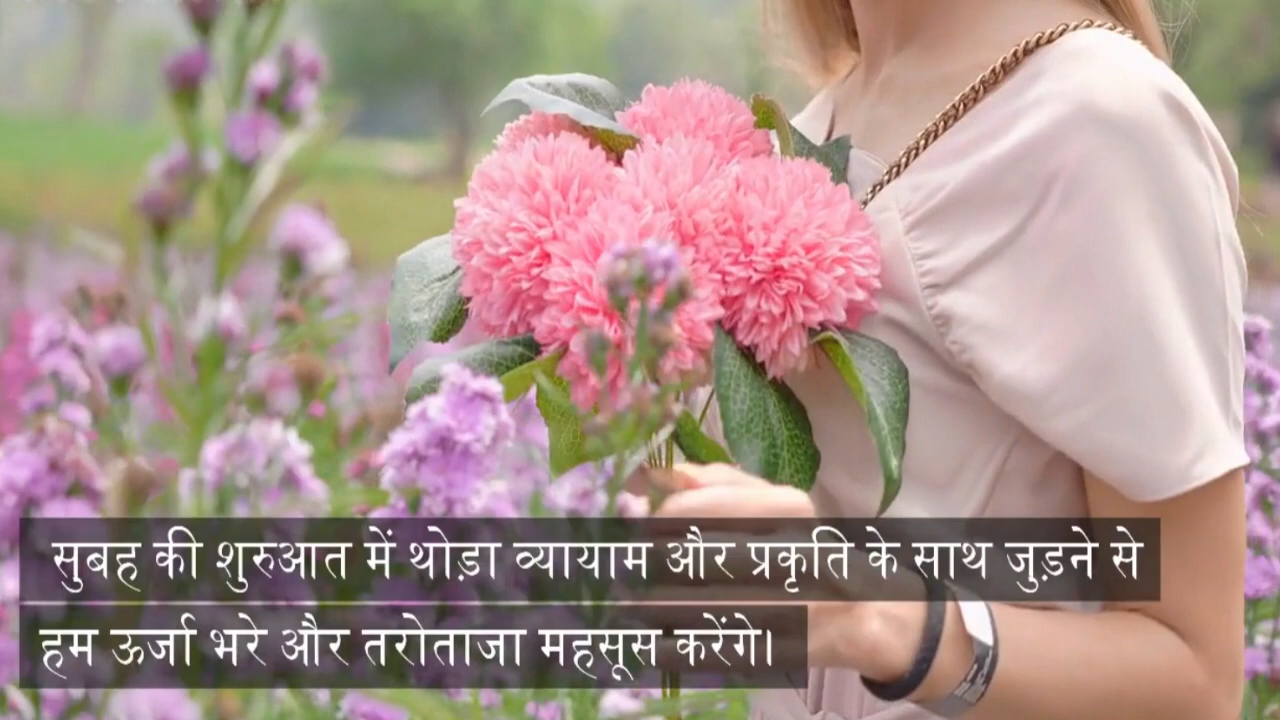 सुबह की शुरुआत में थोड़ा व्यायाम और प्रकृति के साथ जुड़ने से
हम ऊर्जा भरे और तरोताजा महसूस करेंगे।